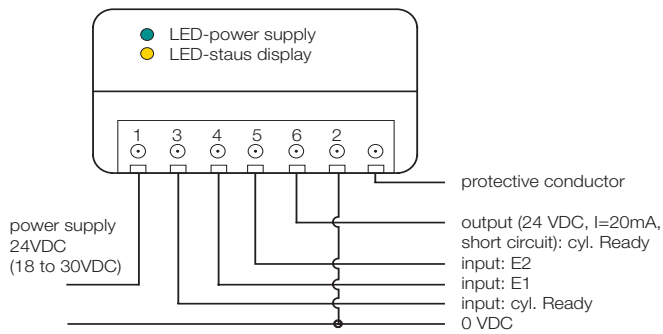 LED-power supply
LED-staus display
1 3 4 5 6 2
protective conductor
power supply
24VDC
(18 to 30VDC)
output (24 VDC, I=20mA,
short circuit): cyl. Ready
input: E2
input: E1
input: cyl. Ready
0 VDC